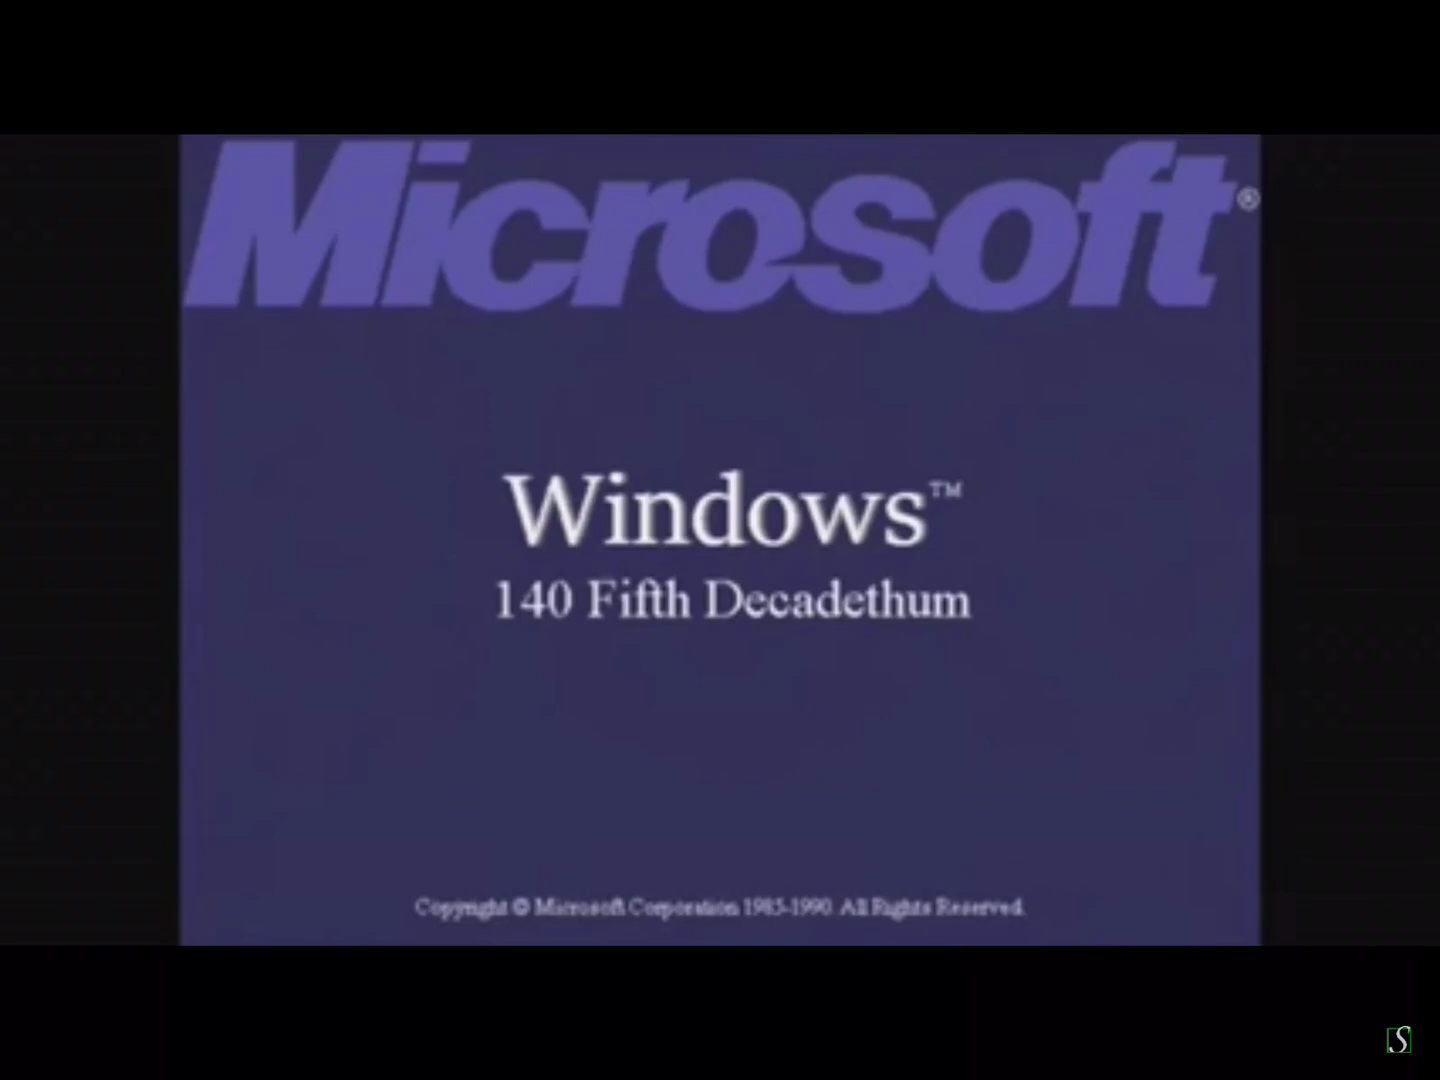 Microsoft®
Windows™
140 Fifth Decadethum
Copyright © Microsoft Corporation 1985-1990. All Rights Reserved.
S